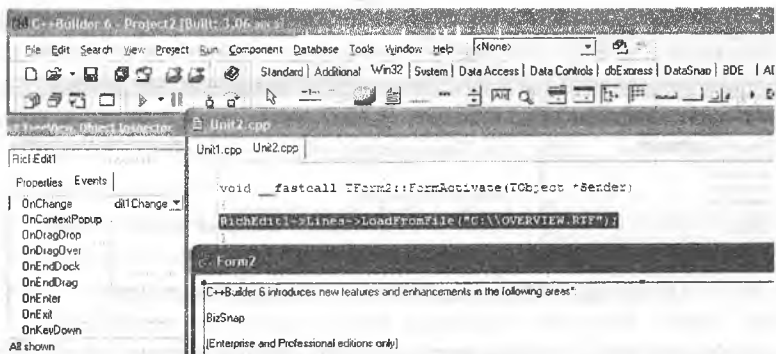 C++Builder 6 - Project2 [Built: 3,06
File Edit Search View Project Run Component Database Tools Window Help <None>
Standard Additional Win32 System Data Access Data Controls dbExpress DataSnap BDE
Object Inspector
Unit2.cpp
Unit1.cpp Unit2.cpp
RichEdit1
Properties Events
OnChange dit1Change
OnContextPopup
OnDragDrop
OnDragOver
OnEndDock
OnEndDrag
OnEnter
OnExit
OnKeyDown
All shown
void __fastcall TForm2::FormActivate(TObject *Sender)
{
RichEdit1->Lines->LoadFromFile("C:\\OVERVIEW.RTF");
Form2
C++Builder 6 introduces new features and enhancements in the following areas*:
BizSnap
[Enterprise and Professional editions only]